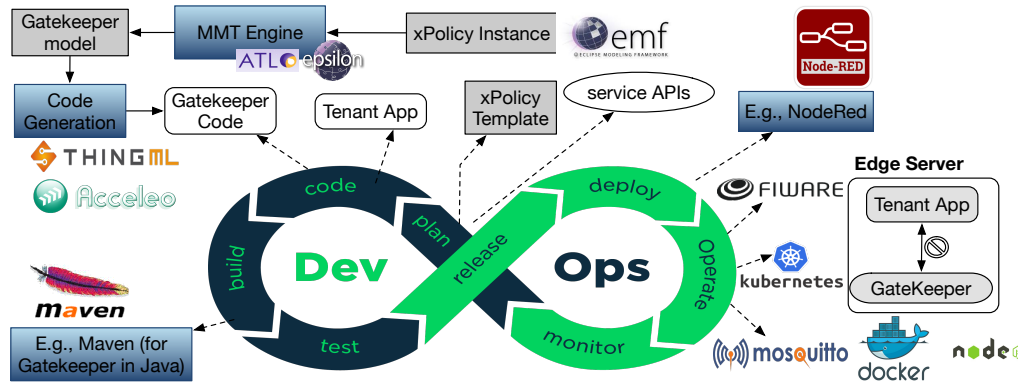 Gatekeeper
model
MMT Engine
ATL
epsilon
xPolicy Instance
emf
ECLIPSE MODELING FRAMEWORK
Node-RED
Code
Generation
Gatekeeper
Code
Tenant App
xPolicy
Template
service APIs
E.g., NodeRed
THINGML
Acceleo
code
plan
release
deploy
Operate
monitor
build
test
Dev
Ops
FIWARE
kubernetes
mosquitto
docker
node
Edge Server
Tenant App
GateKeeper
maven
E.g., Maven (for
Gatekeeper in Java)